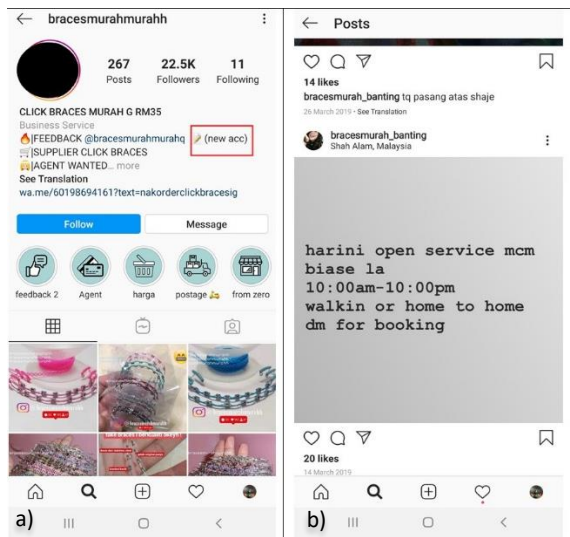 bracesmurahmurahh
267
22.5K
11
Posts
Followers
Following
CLICK BRACES MURAH G RM35
Business Service
🔥|FEEDBACK @bracesmurahmurahq (new acc)
🛒|SUPPLIER CLICK BRACES
|AGENT WANTED... more
See Translation
wa.me/60198694161?text=nakorderclickbracesig
Follow
Message
feedback 2
Agent
harga
postage 🛵
from zero
a)
Posts
14 likes
bracesmurah_banting tq pasang atas shaje
26 March 2019 • See Translation
bracesmurah_banting
Shah Alam, Malaysia
harini open service mcm
biase la
10:00am-10:00pm
walkin or home to home
dm for booking
20 likes
14 March 2019
b)